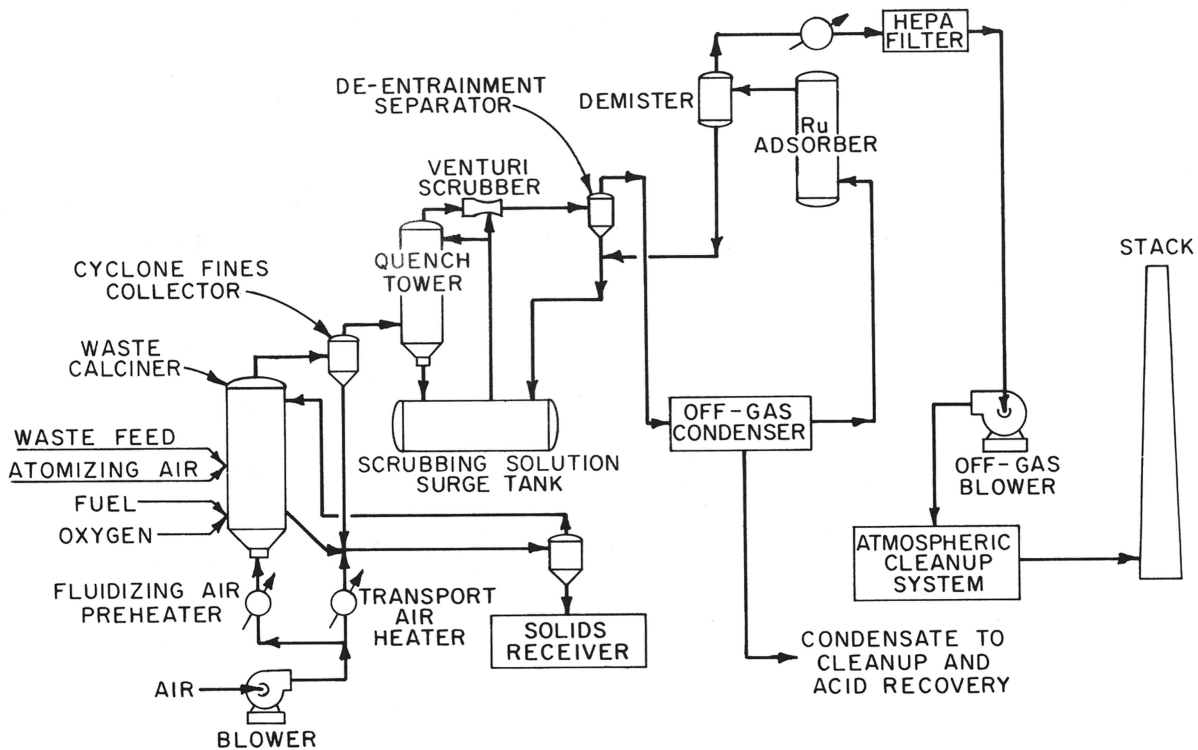 HEPA
FILTER
DE-ENTRAINMENT
SEPARATOR
DEMISTER
Ru
ADSORBER
VENTURI
SCRUBBER
STACK
QUENCH
TOWER
CYCLONE FINES
COLLECTOR
WASTE
CALCINER
OFF-GAS
CONDENSER
WASTE FEED
ATOMIZING AIR
SCRUBBING SOLUTION
SURGE TANK
OFF-GAS
BLOWER
FUEL
OXYGEN
ATMOSPHERIC
CLEANUP
SYSTEM
FLUIDIZING AIR
PREHEATER
TRANSPORT
AIR
HEATER
SOLIDS
RECEIVER
CONDENSATE TO
CLEANUP AND
ACID RECOVERY
AIR
BLOWER